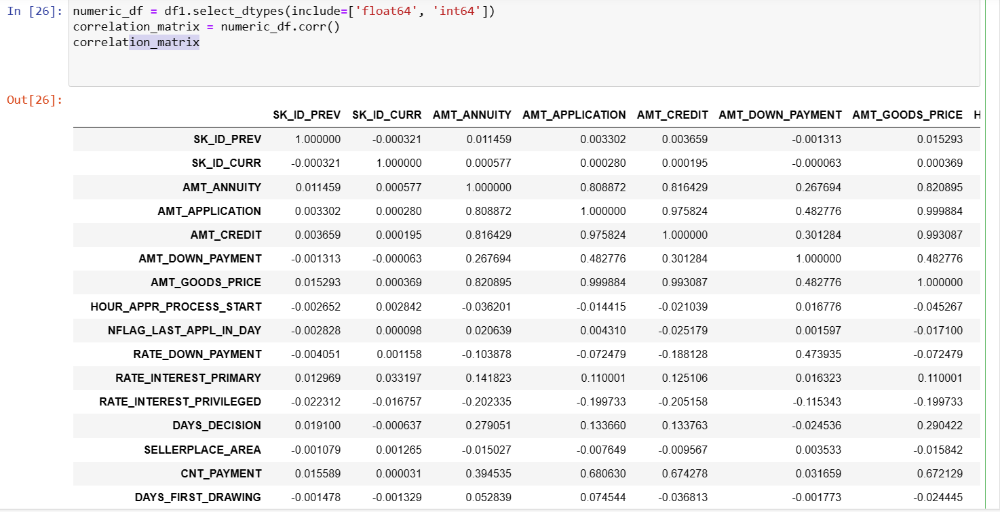 In [26]: numeric_df = df1.select_dtypes(include=['float64', 'int64'])
correlation_matrix = numeric_df.corr()
correlation_matrix
Out[26]:
SK_ID_PREV SK_ID_CURR AMT_ANNUITY AMT_APPLICATION AMT_CREDIT AMT_DOWN_PAYMENT AMT_GOODS_PRICE H
SK_ID_PREV 1.000000 -0.000321 0.011459 0.003302 0.003659 -0.001313 0.015293
SK_ID_CURR -0.000321 1.000000 0.000577 0.000280 0.000195 -0.000063 0.000369
AMT_ANNUITY 0.011459 0.000577 1.000000 0.808872 0.816429 0.267694 0.820895
AMT_APPLICATION 0.003302 0.000280 0.808872 1.000000 0.975824 0.482776 0.999884
AMT_CREDIT 0.003659 0.000195 0.816429 0.975824 1.000000 0.301284 0.993087
AMT_DOWN_PAYMENT -0.001313 -0.000063 0.267694 0.482776 0.301284 1.000000 0.482776
AMT_GOODS_PRICE 0.015293 0.000369 0.820895 0.999884 0.993087 0.482776 1.000000
HOUR_APPR_PROCESS_START -0.002652 0.002842 -0.036201 -0.014415 -0.021039 0.016776 -0.045267
NFLAG_LAST_APPL_IN_DAY -0.002828 0.000098 0.020639 0.004310 -0.025179 0.001597 -0.017100
RATE_DOWN_PAYMENT -0.004051 0.001158 -0.103878 -0.072479 -0.188128 0.473935 -0.072479
RATE_INTEREST_PRIMARY 0.012969 0.033197 0.141823 0.110001 0.125106 0.016323 0.110001
RATE_INTEREST_PRIVILEGED -0.022312 -0.016757 -0.202335 -0.199733 -0.205158 -0.115343 -0.199733
DAYS_DECISION 0.019100 -0.000637 0.279051 0.133660 0.133763 -0.024536 0.290422
SELLERPLACE_AREA -0.001079 0.001265 -0.015027 -0.007649 -0.009567 0.003533 -0.015842
CNT_PAYMENT 0.015589 0.000031 0.394535 0.680630 0.674278 0.031659 0.672129
DAYS_FIRST_DRAWING -0.001478 -0.001329 0.052839 0.074544 -0.036813 -0.001773 -0.024445